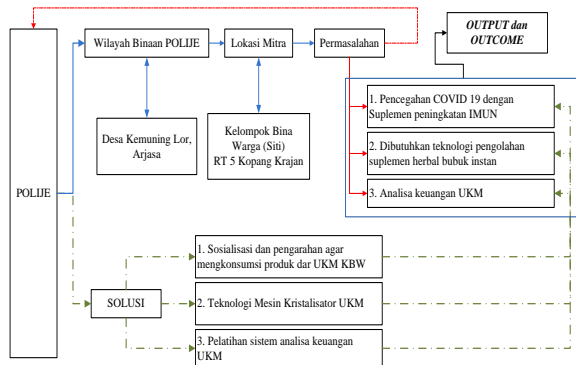 OUTPUT dan
OUTCOME
Wilayah Binaan POLIJE
Lokasi Mitra
Permasalahan
1. Pencegahan COVID 19 dengan
Suplemen peningkatan IMUN
Desa Kemuning Lor,
Arjasa
Kelompok Bina
Warga (Siti)
RT 5 Kopang Krajan
2. Dibutuhkan teknologi pengolahan
suplemen herbal bubuk instan
3. Analisa keuangan UKM
POLIJE
1. Sosialisasi dan pengarahan agar
mengkonsumsi produk dar UKM KBW
SOLUSI
2. Teknologi Mesin Kristalisator UKM
3. Pelatihan sistem analisa keuangan
UKM